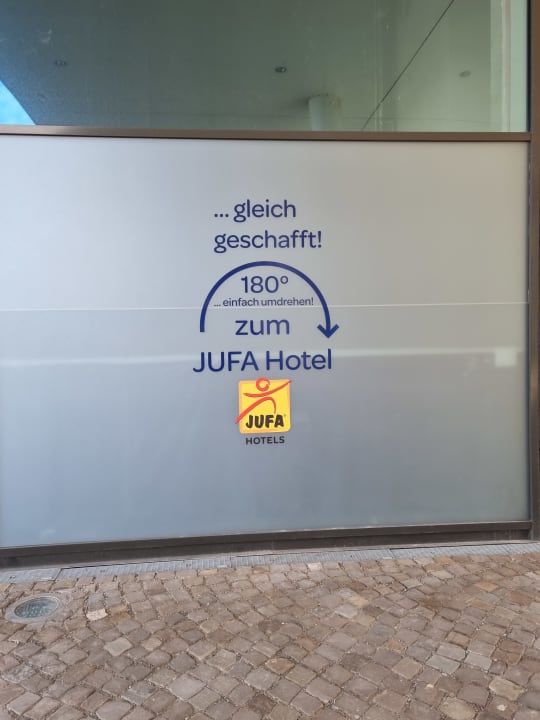 ... gleich
geschafft!
180°
... einfach umdrehen!
zum
JUFA Hotel
JUFA®
HOTELS